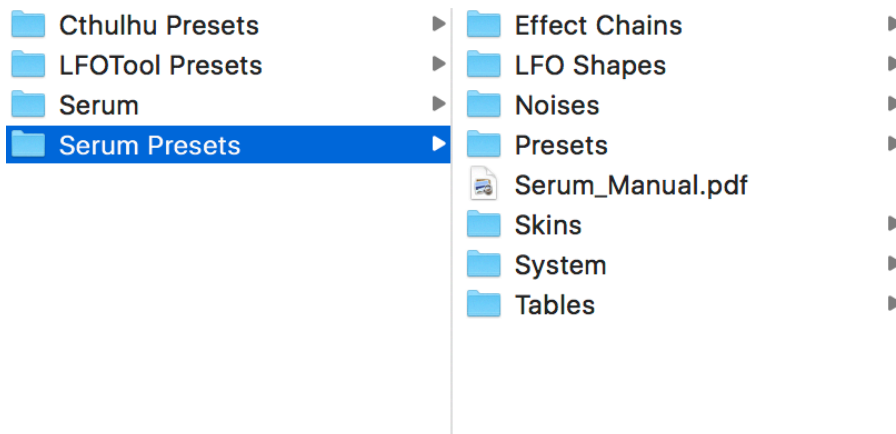 Cthulhu Presets
LFOTool Presets
Serum
Serum Presets
Effect Chains
LFO Shapes
Noises
Presets
Serum_Manual.pdf
Skins
System
Tables